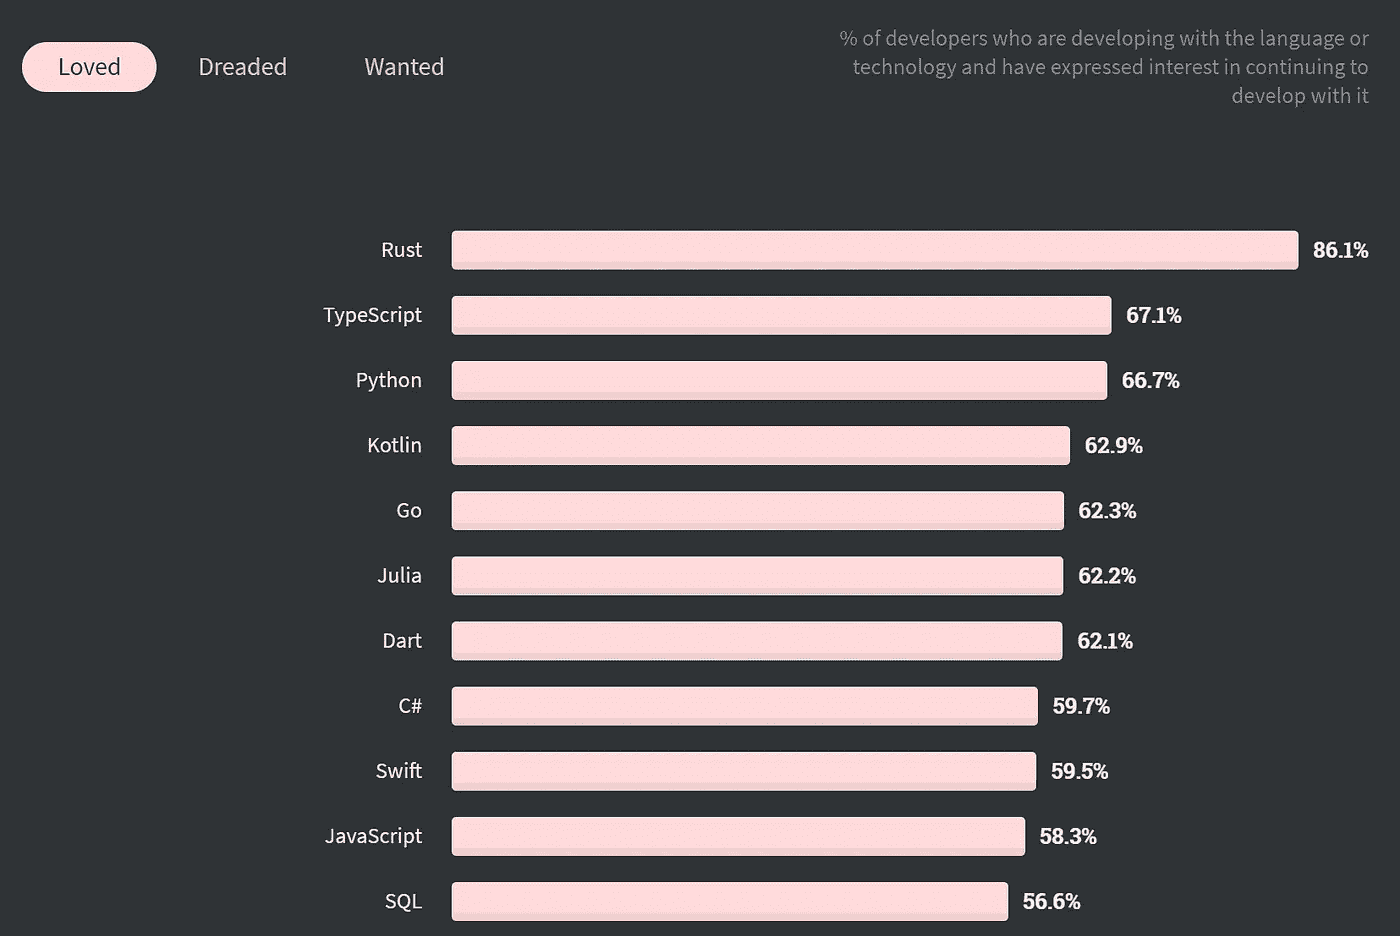 Loved Dreaded Wanted
% of developers who are developing with the language or
technology and have expressed interest in continuing to
develop with it
Rust 86.1%
TypeScript 67.1%
Python 66.7%
Kotlin 62.9%
Go 62.3%
Julia 62.2%
Dart 62.1%
C# 59.7%
Swift 59.5%
JavaScript 58.3%
SQL 56.6%